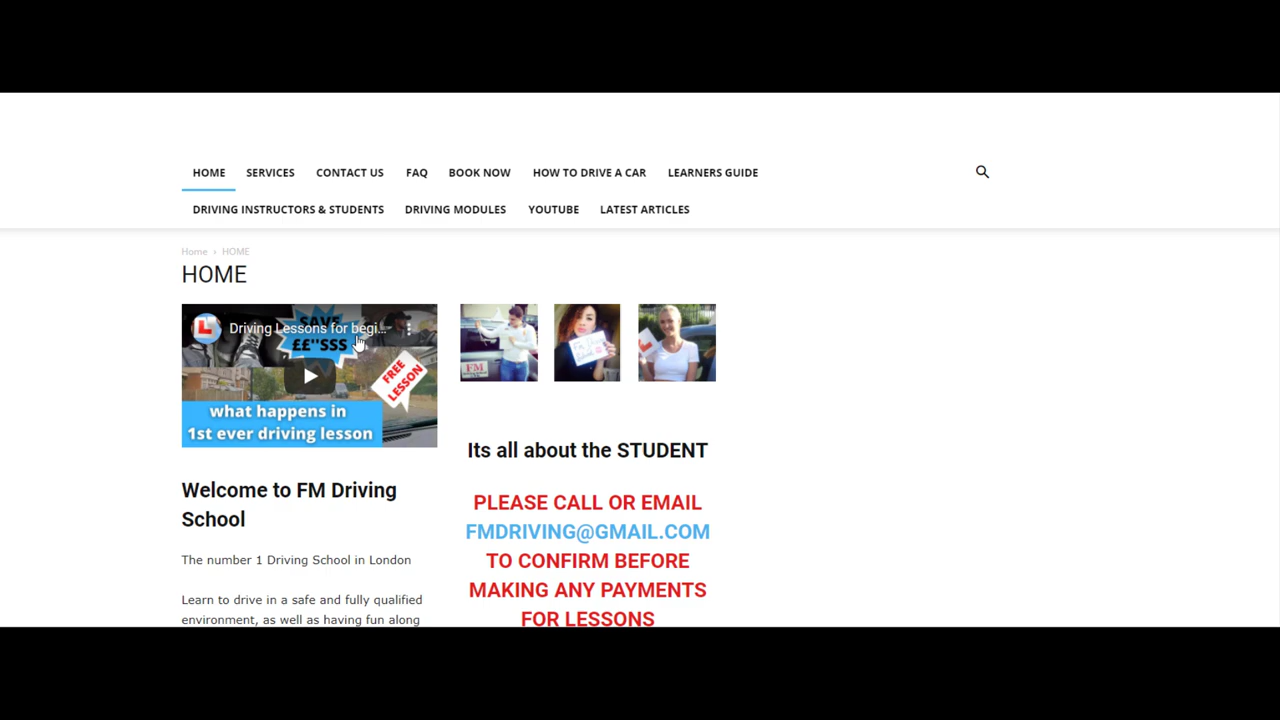 HOME SERVICES CONTACT US FAQ BOOK NOW HOW TO DRIVE A CAR LEARNERS GUIDE
DRIVING INSTRUCTORS & STUDENTS DRIVING MODULES YOUTUBE LATEST ARTICLES
Home › HOME
HOME
Driving Lessons for begi...
SAVE
££"SSS
FREE
LESSON
what happens in
1st ever driving lesson
FM
Welcome to FM Driving
School
The number 1 Driving School in London
Learn to drive in a safe and fully qualified
environment, as well as having fun along
Its all about the STUDENT
PLEASE CALL OR EMAIL
FMDRIVING@GMAIL.COM
TO CONFIRM BEFORE
MAKING ANY PAYMENTS
FOR LESSONS